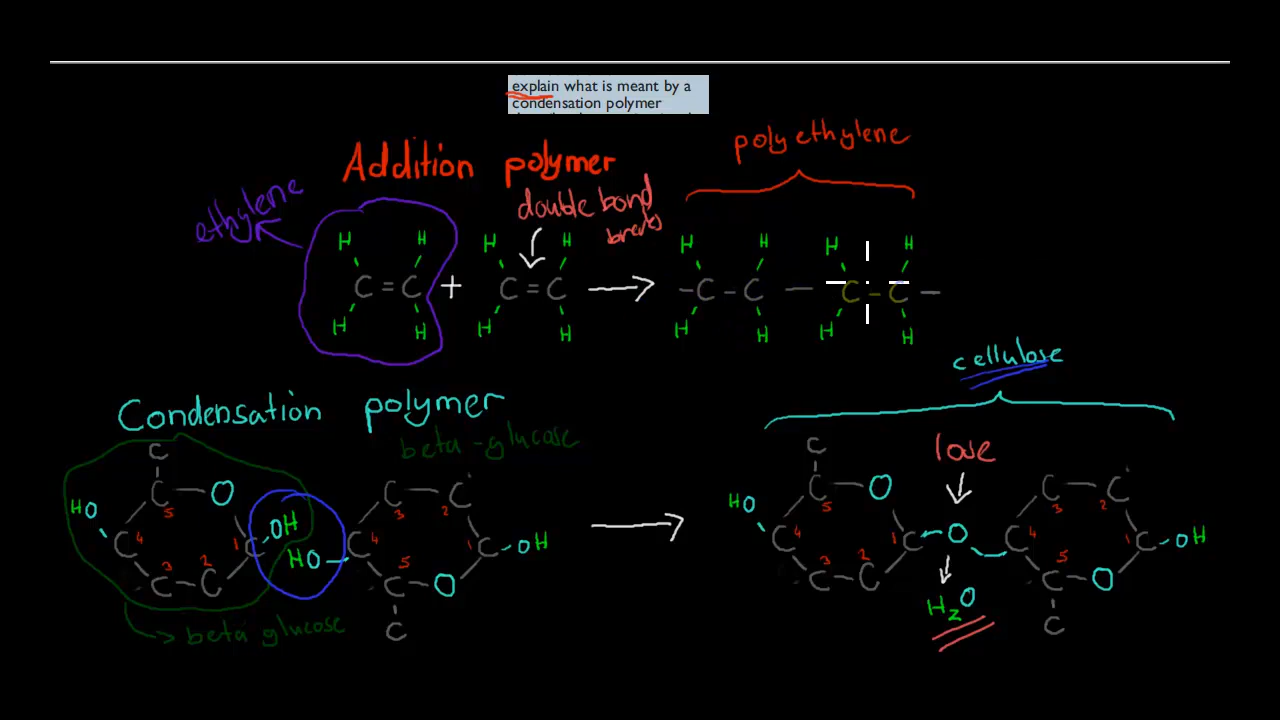 explain what is meant by a
condensation polymer
Addition polymer
polyethylene
ethylene
double bond
breaks
H H H H H H H H
C = C + C = C → - C - C — C - C —
H H H H H H H H
cellulose
Condensation polymer
beta-glucose
lose
C C
C O C C C O C C
HO 5 3 2 HO 5 3 2
C 4 1 C OH C 4 1 C - OH → C 4 1 C - O C 4 1 C - OH
HO
3 2 5 3 2 5
C - C C O C - C C O
H2O
beta glucose
C C